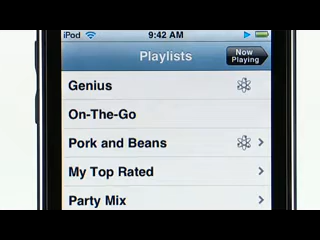 iPod 9:42 AM
Playlists
Now
Playing
Genius
On-The-Go
Pork and Beans
My Top Rated
Party Mix